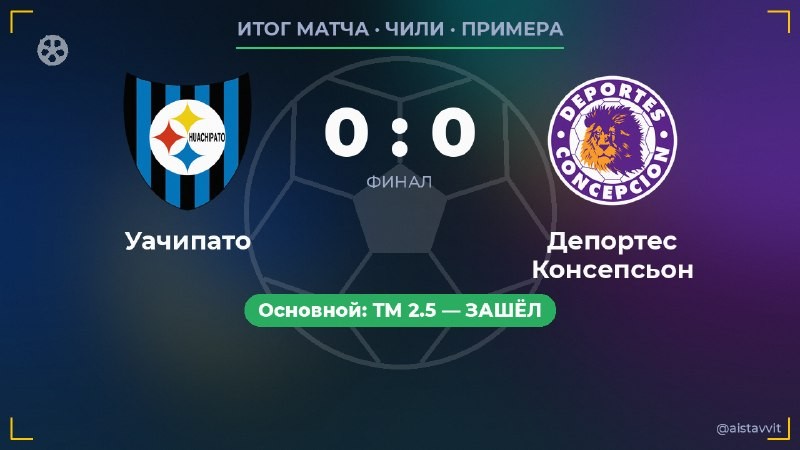 ИТОГ МАТЧА · ЧИЛИ · ПРИМЕРА
HUACHIPATO
0 : 0
DEPORTES
CONCEPCION
ФИНАЛ
Уачипато
Депортес
Консепсьон
Основной: ТМ 2.5 — ЗАШЁЛ
@aistavvit